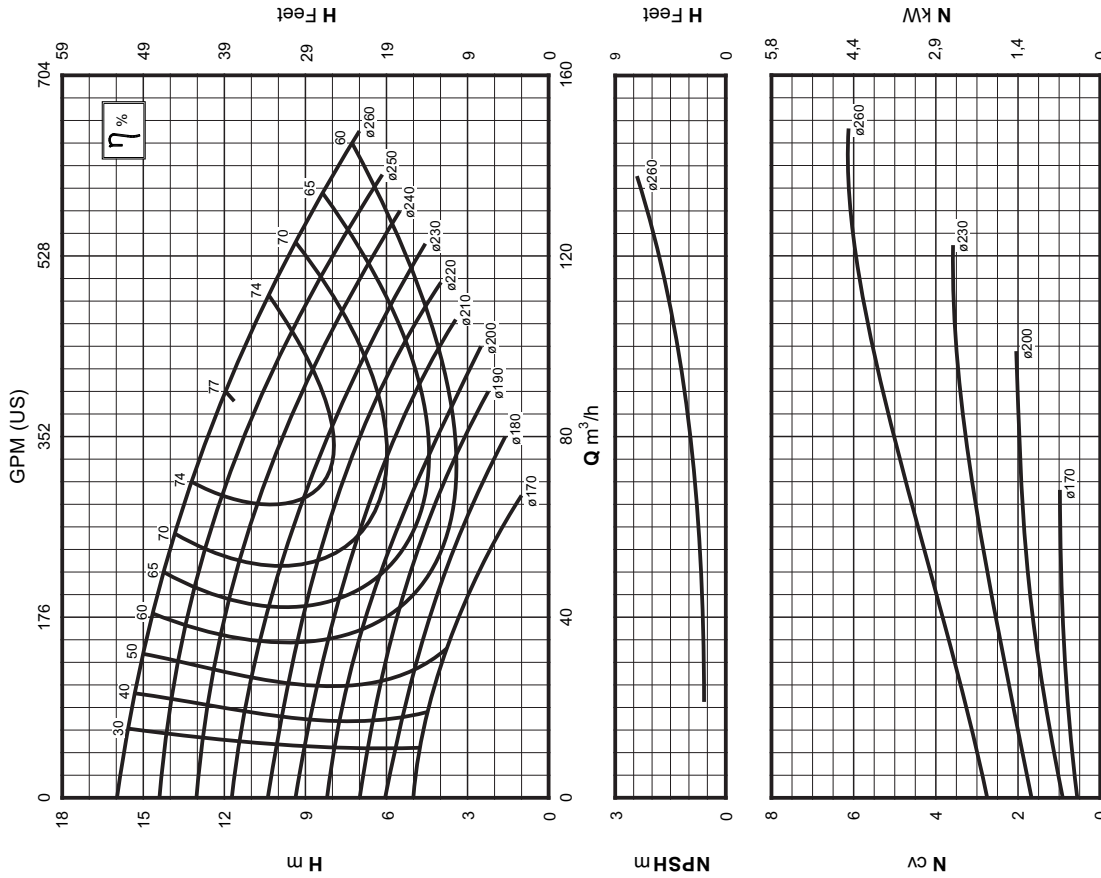 GPM (US)
0 176 352 528 704
H m
18
15
12
9
6
3
0
H Feet
59
49
39
29
19
9
0
η %
30 40 50 60 65 70 74 77 74 70 65 60
ø260
ø250
ø240
ø230
ø220
ø210
ø200
ø190
ø180
ø170
0 40 80 120 160
Q m³/h
NPSH m
3
0
H Feet
9
0
ø260
N cv
8
6
4
2
0
N kW
5,8
4,4
2,9
1,4
0
ø260
ø230
ø200
ø170